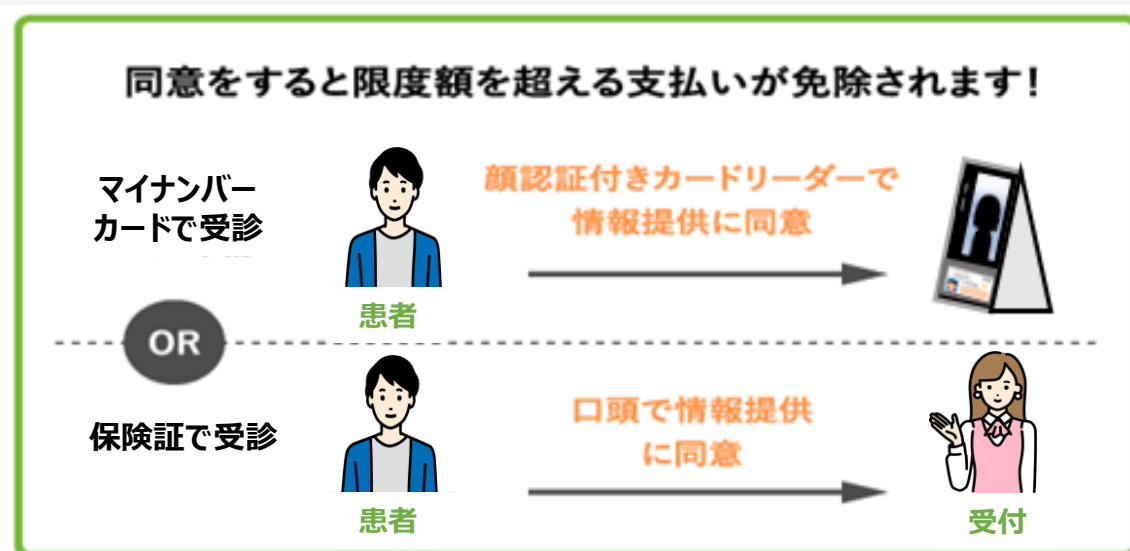 同意をすると限度額を超える支払いが免除されます!
マイナンバー
カードで受診
顔認証付きカードリーダーで
情報提供に同意
患者
OR
保険証で受診
口頭で情報提供
に同意
患者
受付